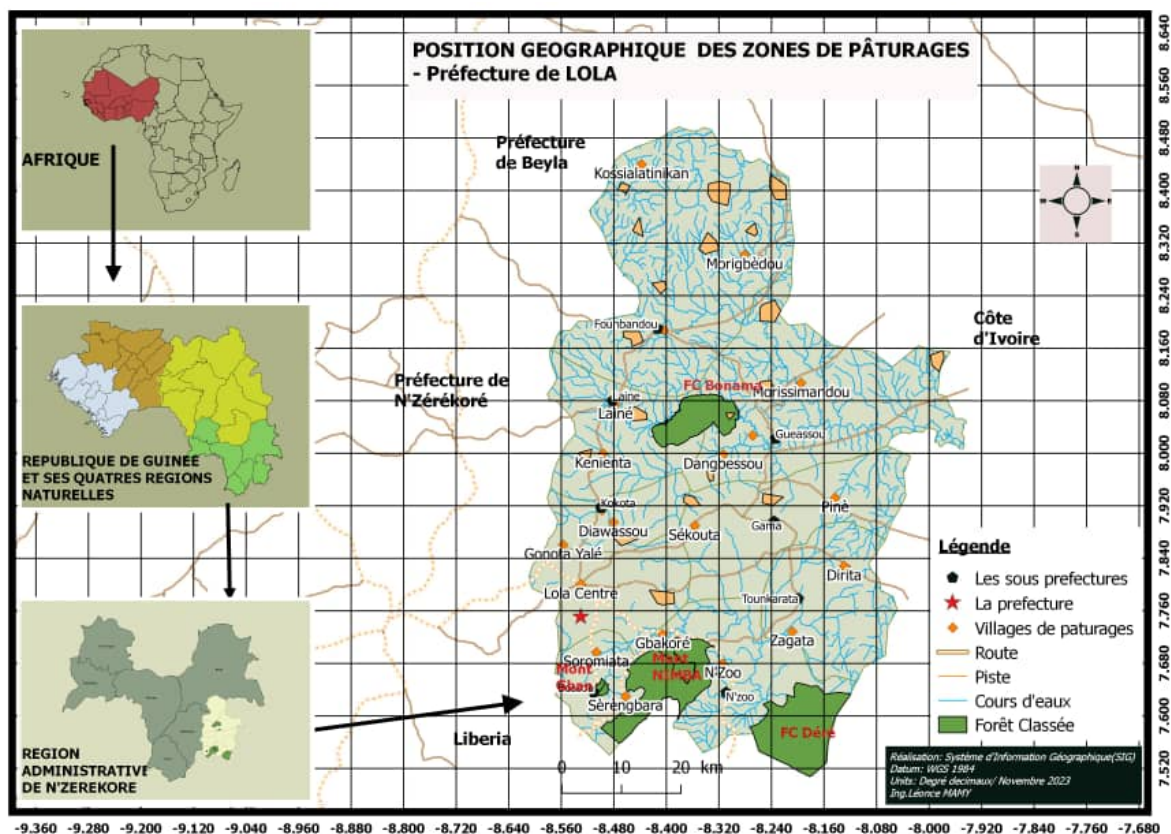 POSITION GEOGRAPHIQUE DES ZONES DE PÂTURAGES
- Préfecture de LOLA
AFRIQUE
REPUBLIQUE DE GUINEE
ET SES QUATRES REGIONS
NATURELLES
REGION
ADMINISTRATIVE
DE N'ZEREKORE
Préfecture
de Beyla
Préfecture de
N'Zérékoré
Côte
d'Ivoire
Liberia
Kossialatinikan
Morigbèdou
Founbandou
FC Bonama
Morissimandou
Laine
Lainé
Gueassou
Kenienta
Dangbessou
Kokota
Pinè
Diawassou
Sékouta
Gama
Gonota Yalé
Dirita
Lola Centre
Tounkarata
Gbakoré
Zagata
Soromiata
Mont
NIMBA
N'Zoo
Mont
N'zoo
Sèrengbara
FC Déré
0 10 20 km
Légende
Les sous prefectures
La prefecture
Villages de paturages
Route
Piste
Cours d'eaux
Forêt Classée
Réalisation: Système d'Information Géographique(SIG)
Datum: WGS 1984
Units: Degré decimaux/ Novembre 2023
Ing.Léonce MAMY
8.640
8.560
8.480
8.400
8.320
8.240
8.160
8.080
8.000
7.920
7.840
7.760
7.680
7.600
7.520
-9.360 -9.280 -9.200 -9.120 -9.040 -8.960 -8.880 -8.800 -8.720 -8.640 -8.560 -8.480 -8.400 -8.320 -8.240 -8.160 -8.080 -8.000 -7.920 -7.840 -7.760 -7.680